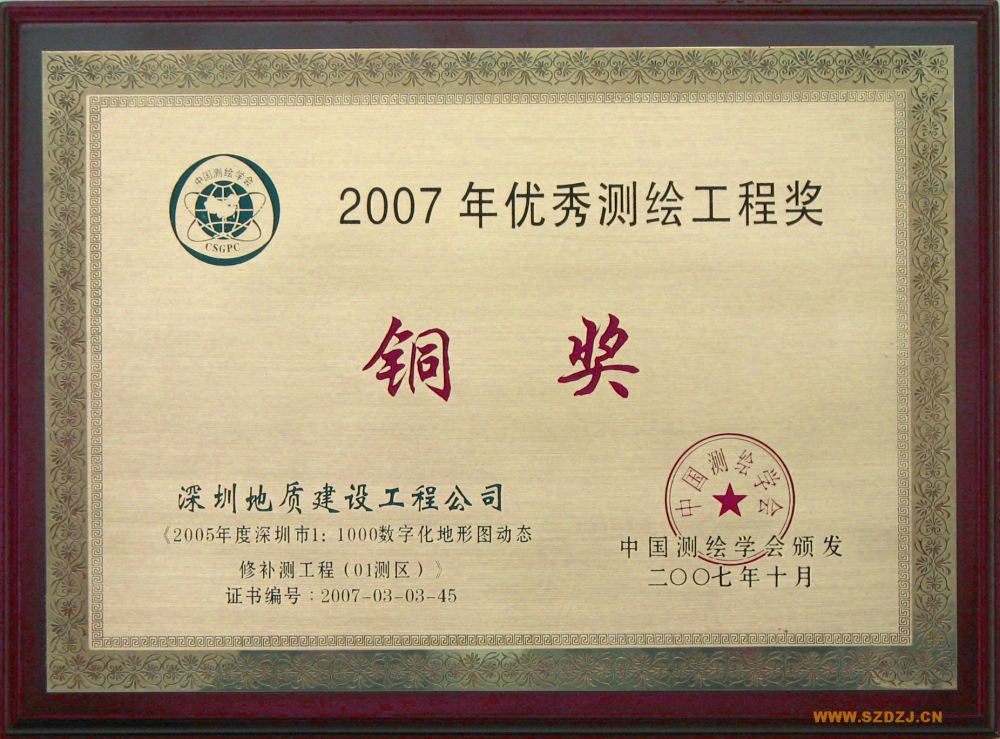 中国测绘学会
CSGPC
2007 年优秀测绘工程奖
铜 奖
深圳地质建设工程公司
《2005年度深圳市1：1000数字化地形图动态
修补测工程（01测区）》
证书编号：2007-03-03-45
中国测绘学会
中国测绘学会颁发
二〇〇七年十月
WWW.SZDZJ.CN